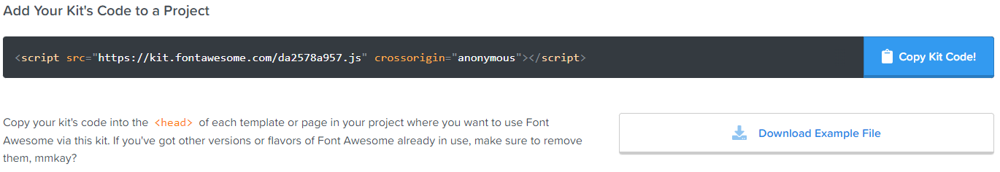 Add Your Kit's Code to a Project
<script src="https://kit.fontawesome.com/da2578a957.js" crossorigin="anonymous"></script>
Copy Kit Code!
Copy your kit's code into the <head> of each template or page in your project where you want to use Font
Awesome via this kit. If you've got other versions or flavors of Font Awesome already in use, make sure to remove
them, mmkay?
Download Example File